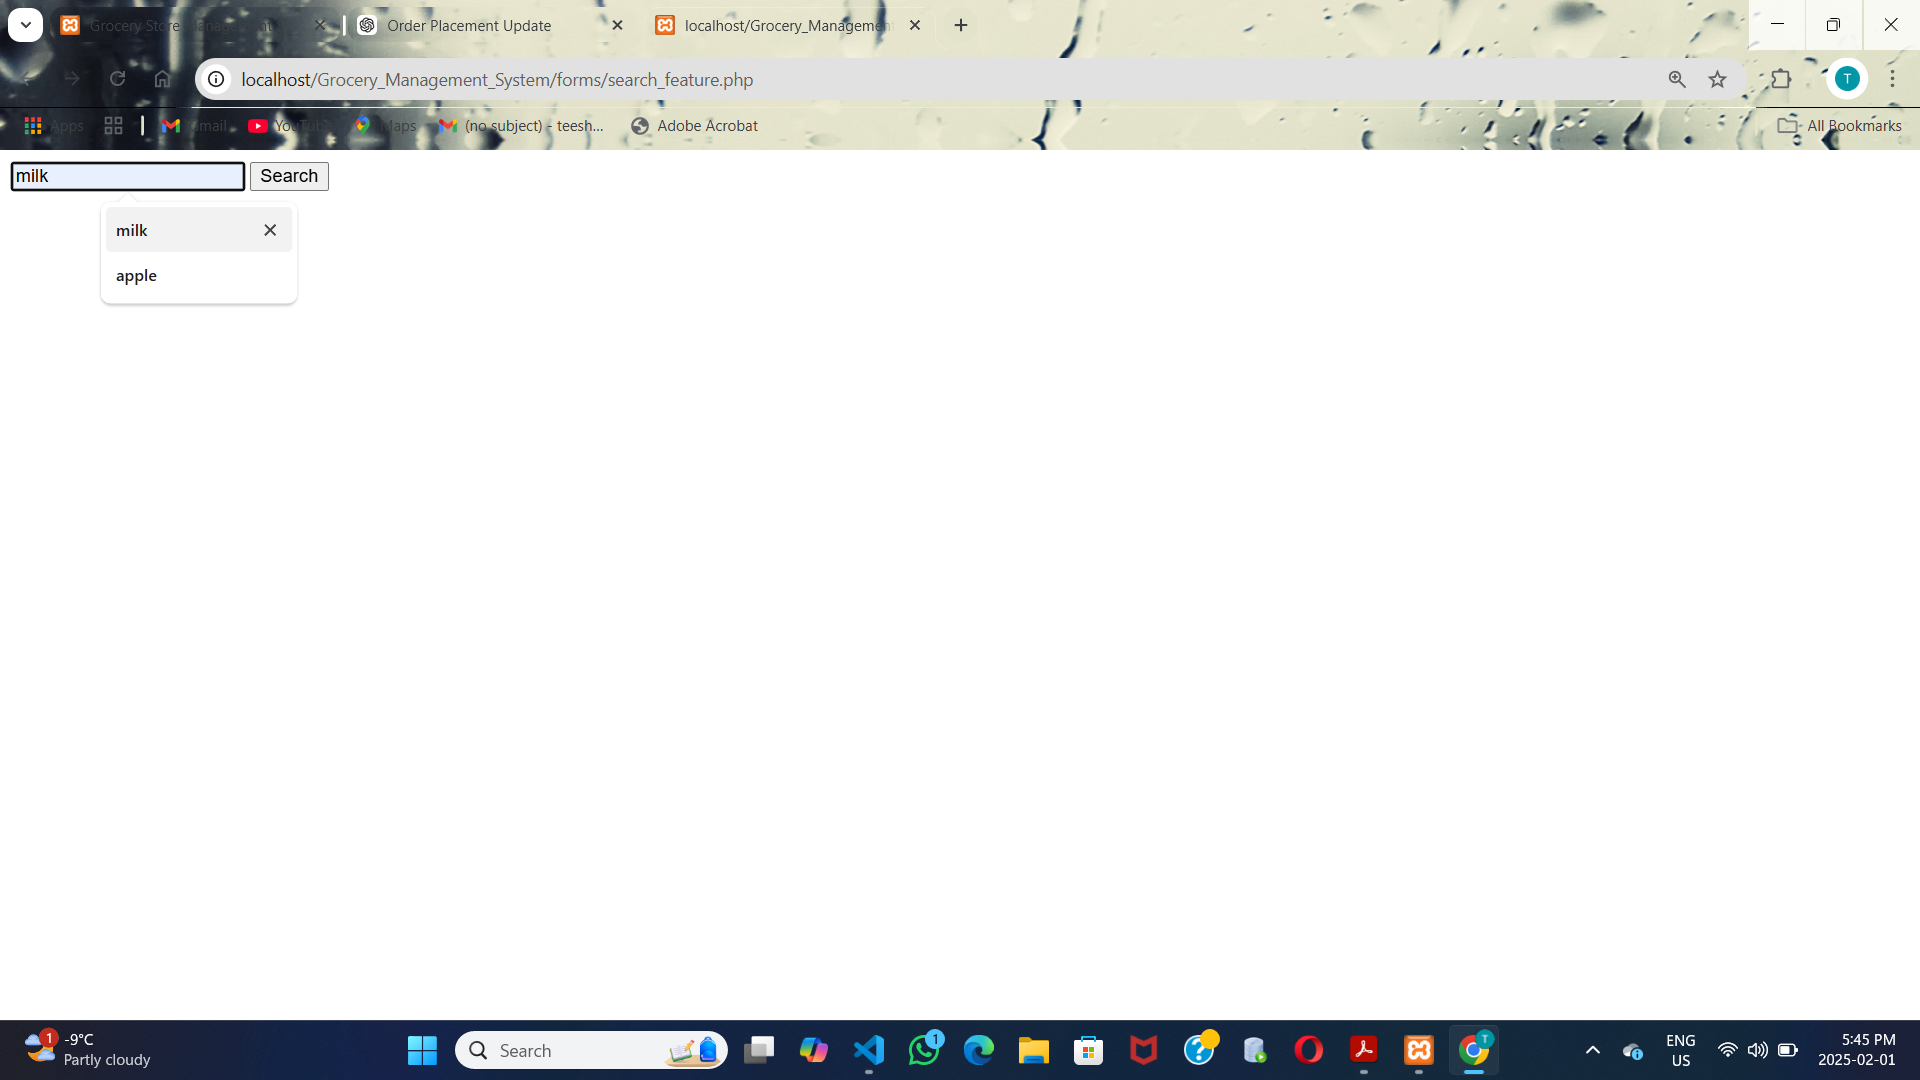 Grocery Store Management
Order Placement Update
localhost/Grocery_Managemen
localhost/Grocery_Management_System/forms/search_feature.php
T
Apps
Gmail
YouTube
Maps
(no subject) - teesh...
Adobe Acrobat
All Bookmarks
milk
Search
milk
apple
1
-9°C
Partly cloudy
Search
1
T
ENG
US
5:45 PM
2025-02-01